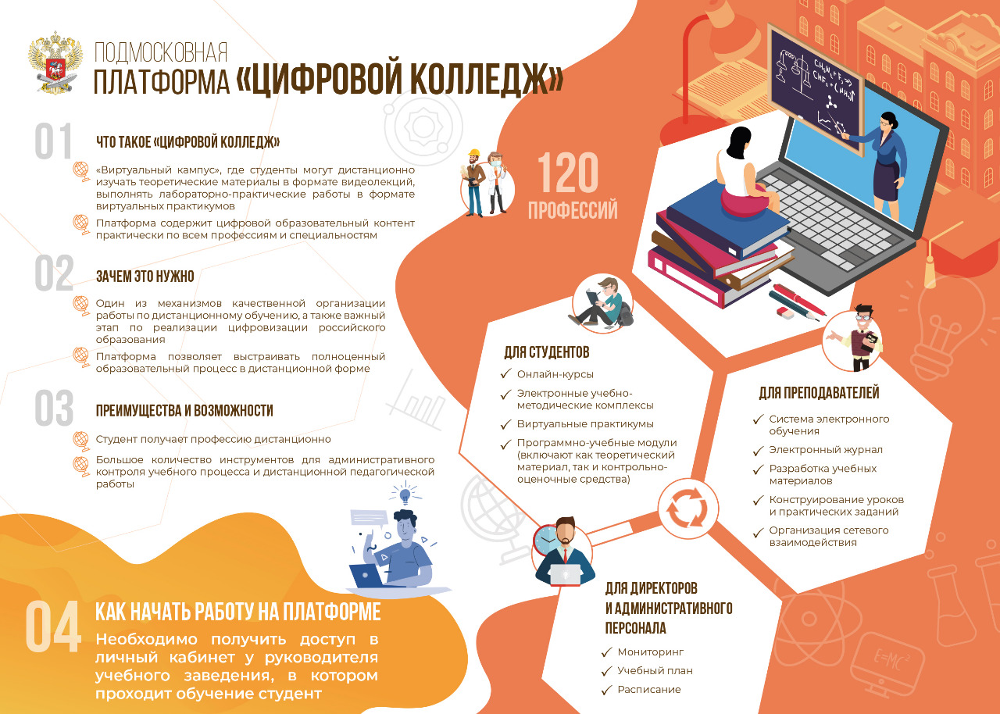 ПОДМОСКОВНАЯ
ПЛАТФОРМА «ЦИФРОВОЙ КОЛЛЕДЖ»
01
ЧТО ТАКОЕ «ЦИФРОВОЙ КОЛЛЕДЖ»
«Виртуальный кампус», где студенты могут дистанционно
изучать теоретические материалы в формате видеолекций,
выполнять лабораторно-практические работы в формате
виртуальных практикумов
Платформа содержит цифровой образовательный контент
практически по всем профессиям и специальностям
02
ЗАЧЕМ ЭТО НУЖНО
Один из механизмов качественной организации
работы по дистанционному обучению, а также важный
этап по реализации цифровизации российского
образования
Платформа позволяет выстраивать полноценный
образовательный процесс в дистанционной форме
03
ПРЕИМУЩЕСТВА И ВОЗМОЖНОСТИ
Студент получает профессию дистанционно
Большое количество инструментов для административного
контроля учебного процесса и дистанционной педагогической
работы
04
КАК НАЧАТЬ РАБОТУ НА ПЛАТФОРМЕ
Необходимо получить доступ в
личный кабинет у руководителя
учебного заведения, в котором
проходит обучение студент
120
ПРОФЕССИЙ
ДЛЯ СТУДЕНТОВ
Онлайн-курсы
Электронные учебно-
методические комплексы
Виртуальные практикумы
Программно-учебные модули
(включают как теоретический
материал, так и контрольно-
оценочные средства)
ДЛЯ ПРЕПОДАВАТЕЛЕЙ
Система электронного
обучения
Электронный журнал
Разработка учебных
материалов
Конструирование уроков
и практических заданий
Организация сетевого
взаимодействия
ДЛЯ ДИРЕКТОРОВ
И АДМИНИСТРАТИВНОГО
ПЕРСОНАЛА
Мониторинг
Учебный план
Расписание
E=MC²